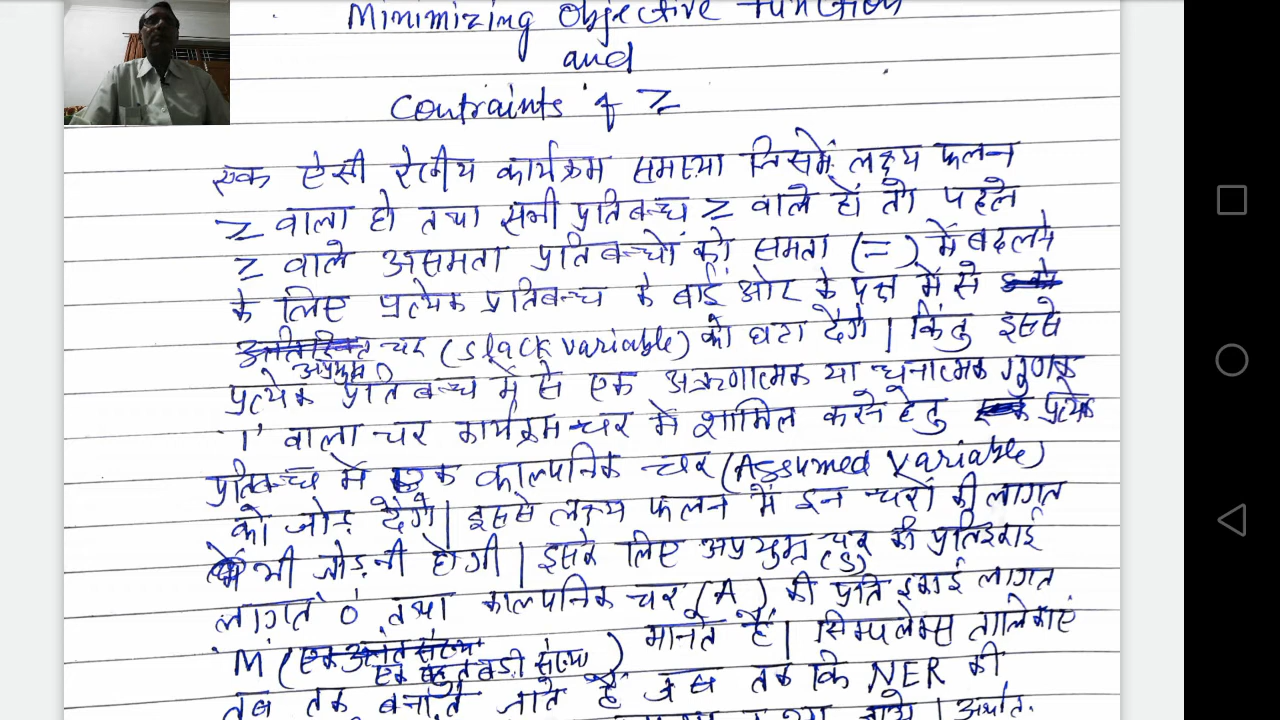 Minimizing Objective Function
and
Contraints of ≥
एक ऐसी रेखीय कार्यक्रम समस्या जिसमें लक्ष्य फलन
≥ वाला हो तथा सभी प्रतिबन्ध ≥ वाले हों तो पहले
≥ वाले असमता प्रतिबन्धों को समता (=) में बदलने
के लिए प्रत्येक प्रतिबन्ध के बाईं ओर के पक्ष में से
अप्रयुक्त चर (Slack variable) को घटा देंगे। किंतु इससे
प्रत्येक प्रतिबन्ध में से एक अऋणात्मक या धनात्मक गुणांक
'1' वाला चर कार्यक्रम चर में शामिल करने हेतु प्रत्येक
प्रतिबन्ध में एक काल्पनिक चर (Assumed Variable)
को जोड़ देंगे। इससे लक्ष्य फलन में इन चरों की लागत
भी जोड़नी होगी। इसके लिए अप्रयुक्त चर (S) की प्रतिइकाई
लागत '0' तथा काल्पनिक चर (A) की प्रति इकाई लागत
'M' (एक बहुत बड़ी संख्या) मानते हैं। सिम्पलेक्स तालिकाएं
तब तक बनाते जाते हैं जब तक कि NER की
जाये। अर्थात